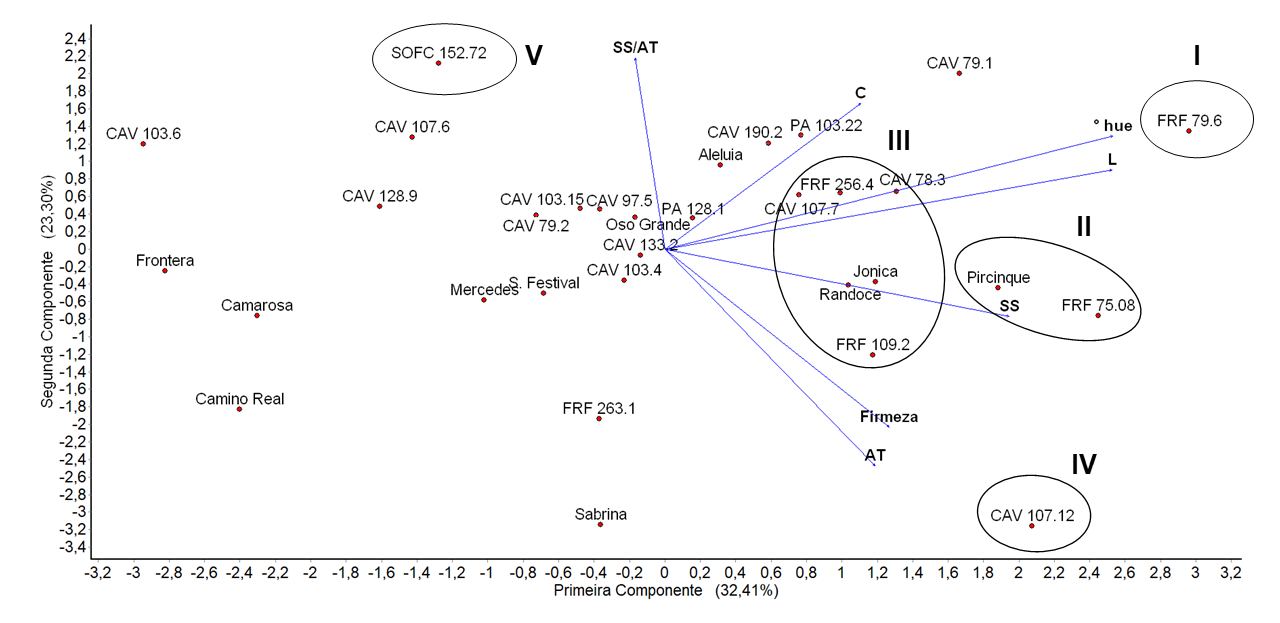 V
I
SOFC 152.72
SS/AT
CAV 79.1
C
FRF 79.6
° hue
CAV 103.6
CAV 107.6
CAV 190.2
PA 103.22
III
Aleluia
L
FRF 256.4
CAV 78.3
CAV 128.9
CAV 103.15
CAV 97.5
PA 128.1
CAV 107.7
CAV 79.2
Oso Grande
II
CAV 133.2
Frontera
CAV 103.4
Jonica
Pircinque
Mercedes
S. Festival
Randoce
SS
FRF 75.08
Camarosa
FRF 109.2
Camino Real
FRF 263.1
Firmeza
AT
IV
Sabrina
CAV 107.12
Segunda Componente (23,30%)
2,4
2,2
2
1,8
1,6
1,4
1,2
1
0,8
0,6
0,4
0,2
0
-0,2
-0,4
-0,6
-0,8
-1
-1,2
-1,4
-1,6
-1,8
-2
-2,2
-2,4
-2,6
-2,8
-3
-3,2
-3,4
-3,2 -3 -2,8 -2,6 -2,4 -2,2 -2 -1,8 -1,6 -1,4 -1,2 -1 -0,8 -0,6 -0,4 -0,2 0 0,2 0,4 0,6 0,8 1 1,2 1,4 1,6 1,8 2 2,2 2,4 2,6 2,8 3 3,2
Primeira Componente (32,41%)